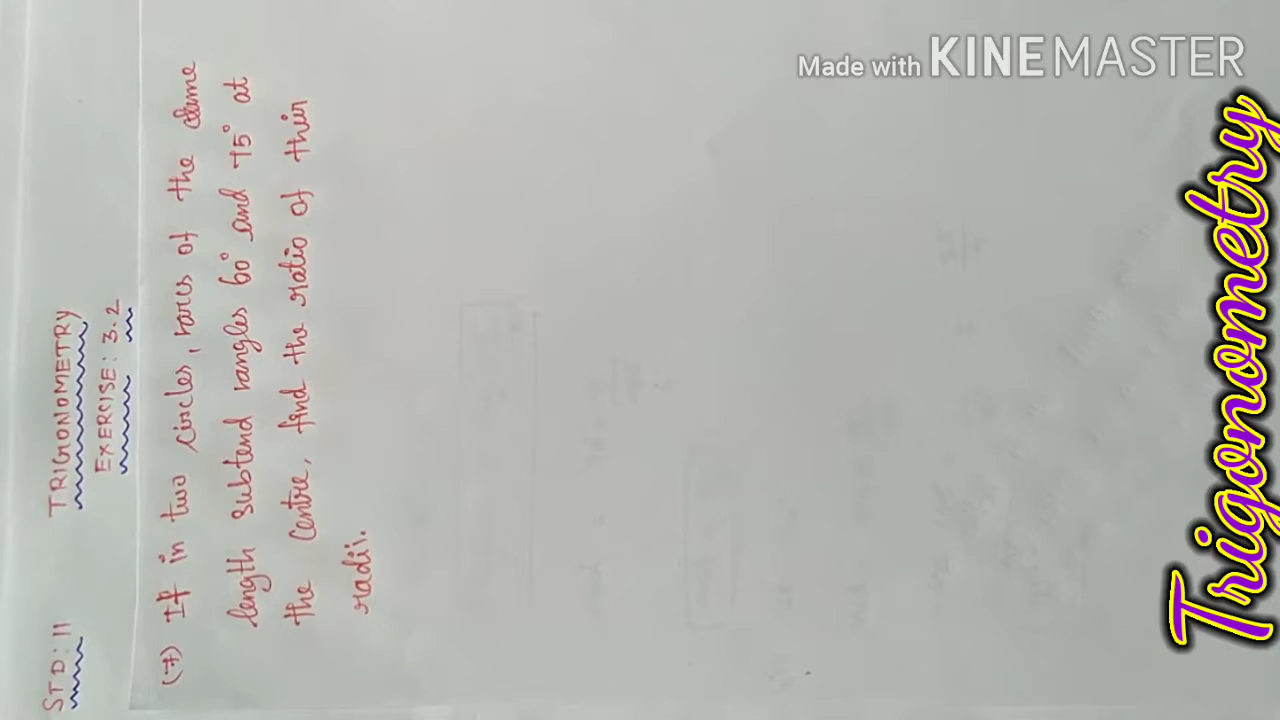 STD: 11 TRIGONOMETRY
EXERCISE: 3.2
(7) If in two circles, arcs of the same
length subtend angles 60° and 75° at
the centre, find the ratio of their
radii.
Made with KINEMASTER
Trigonometry